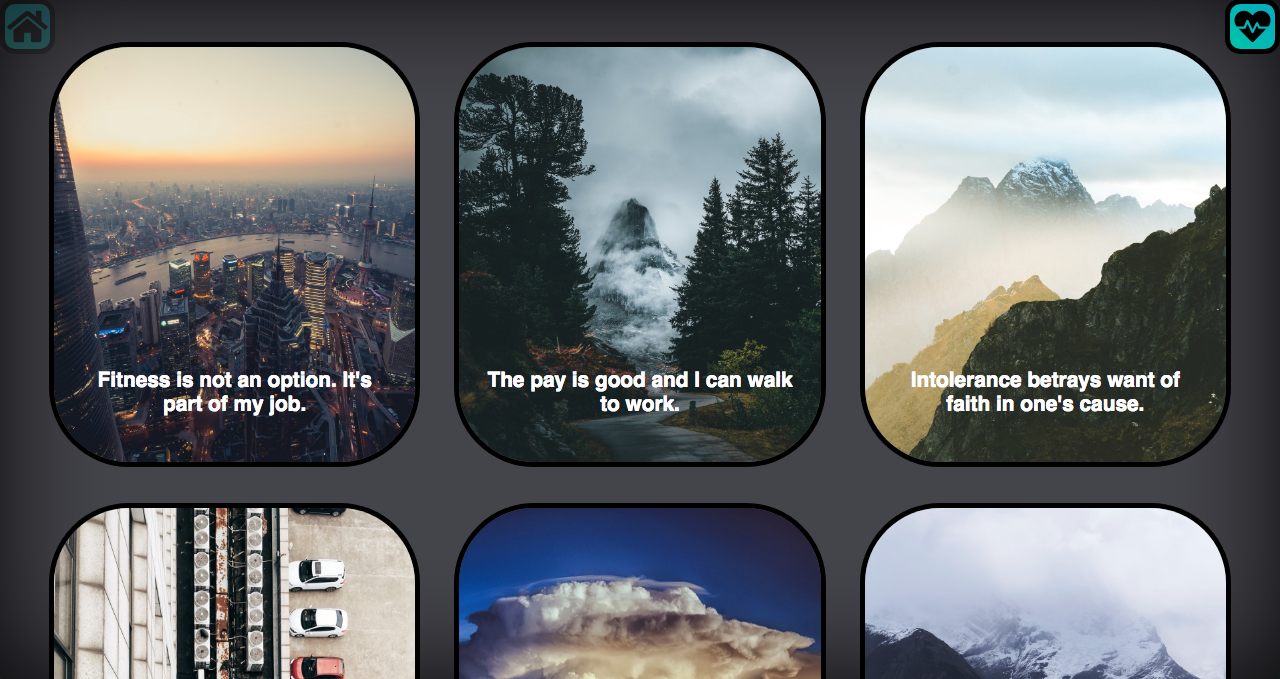 Fitness is not an option. It's
part of my job.
The pay is good and I can walk
to work.
Intolerance betrays want of
faith in one's cause.